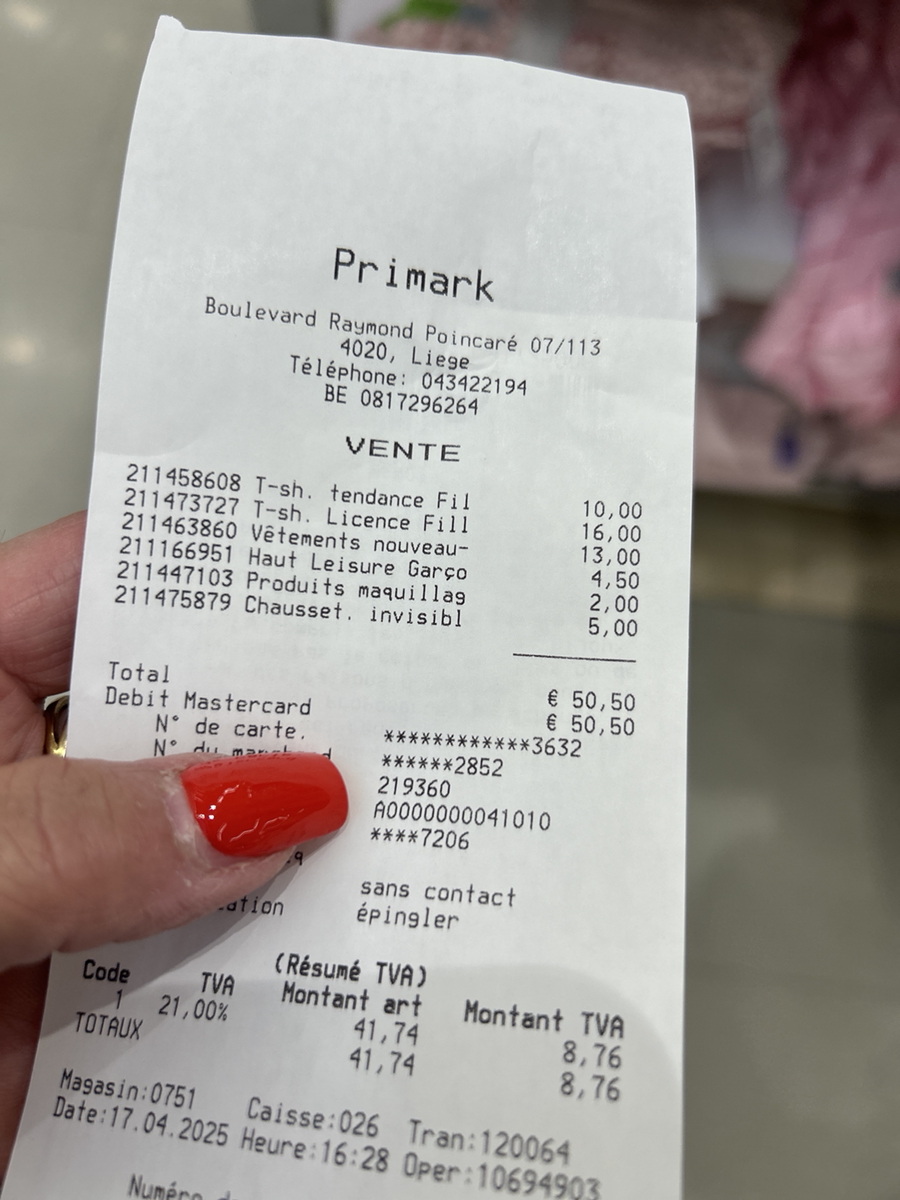 Primark
Boulevard Raymond Poincaré 07/113
4020, Liege
Téléphone: 043422194
BE 0817296264
VENTE
211458608 T-sh. tendance Fil 10,00
211473727 T-sh. Licence Fill 16,00
211463860 Vêtements nouveau- 13,00
211166951 Haut Leisure Garço 4,50
211447103 Produits maquillag 2,00
211475879 Chausset. invisibl 5,00
Total € 50,50
Debit Mastercard € 50,50
N° de carte. ************3632
N° du ******2852
219360
A0000000041010
****7206
sans contact
épingler
(Résumé TVA)
Code TVA Montant art Montant TVA
1 21,00% 41,74 8,76
TOTAUX 41,74 8,76
Magasin:0751 Caisse:026 Tran:120064
Date:17.04.2025 Heure:16:28 Oper:10694903
Numéro